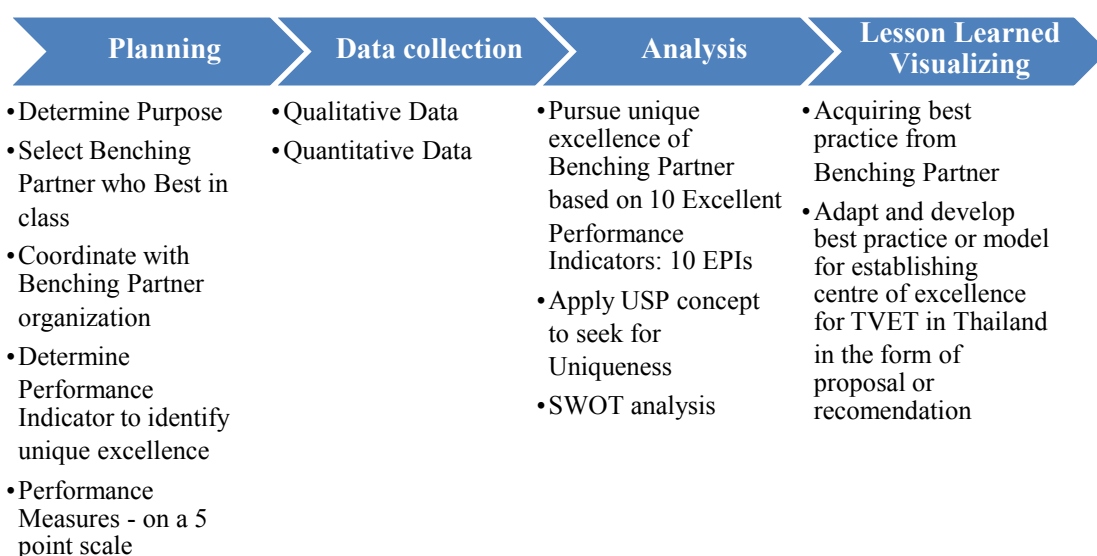 Planning
•Determine Purpose
•Select Benching
Partner who Best in
class
•Coordinate with
Benching Partner
organization
•Determine
Performance
Indicator to identify
unique excellence
•Performance
Measures - on a 5
point scale
Data collection
•Qualitative Data
•Quantitative Data
Analysis
•Pursue unique
excellence of
Benching Partner
based on 10 Excellent
Performance
Indicators: 10 EPIs
•Apply USP concept
to seek for
Uniqueness
•SWOT analysis
Lesson Learned
Visualizing
•Acquiring best
practice from
Benching Partner
•Adapt and develop
best practice or model
for establishing
centre of excellence
for TVET in Thailand
in the form of
proposal or
recomendation